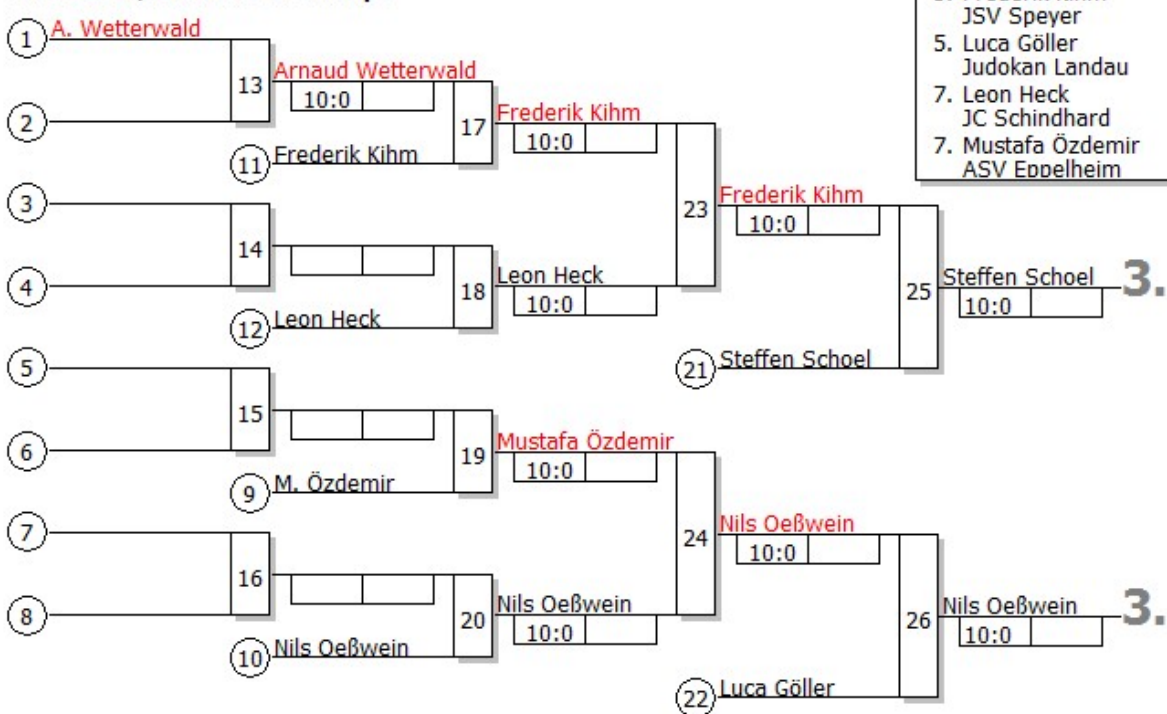 JSV Speyer
5. Luca Göller
Judokan Landau
7. Leon Heck
JC Schindhard
7. Mustafa Özdemir
ASV Eppelheim
1 A. Wetterwald
13 Arnaud Wetterwald
10:0
2
17 Frederik Kihm
10:0
11 Frederik Kihm
3
23 Frederik Kihm
10:0
14
4
18 Leon Heck
10:0
12 Leon Heck
25 Steffen Schoel 3.
10:0
5
21 Steffen Schoel
15
6
19 Mustafa Özdemir
10:0
9 M. Özdemir
7
24 Nils Oeßwein
10:0
16
8
20 Nils Oeßwein
10:0
10 Nils Oeßwein
26 Nils Oeßwein 3.
10:0
22 Luca Göller